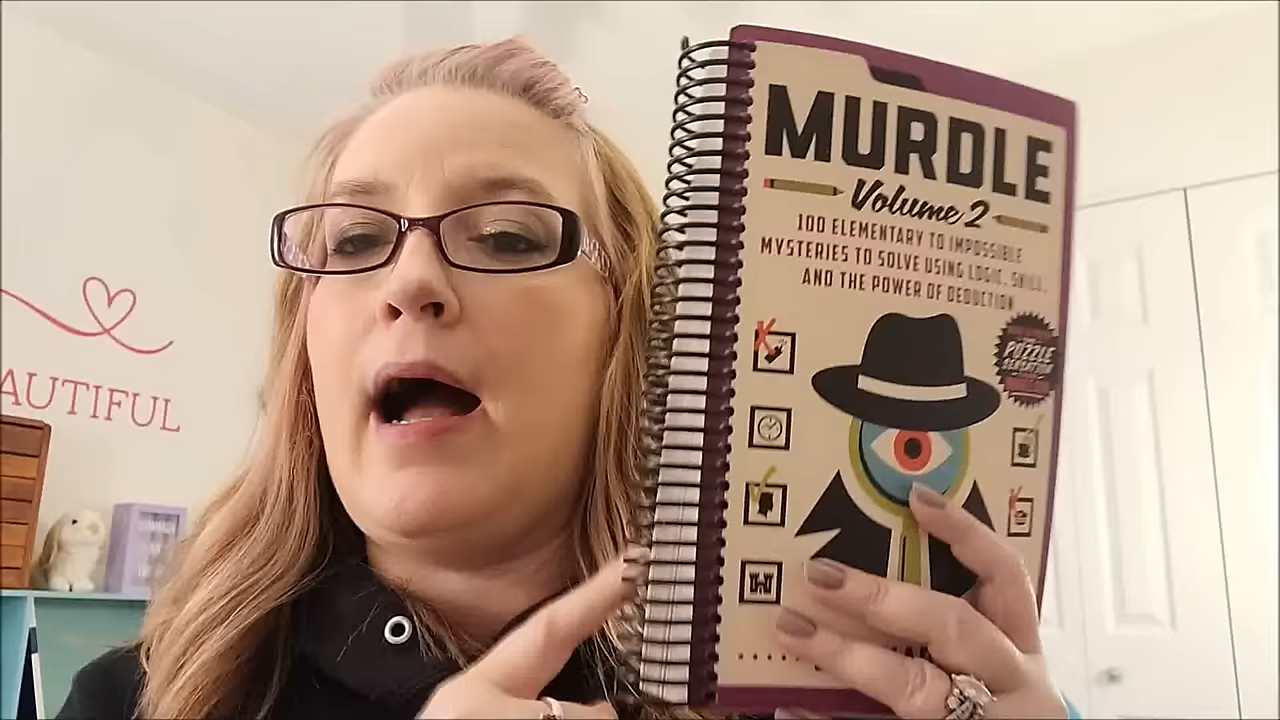 AUTIFUL
MURDLE
Volume 2
100 ELEMENTARY TO IMPOSSIBLE
MYSTERIES TO SOLVE USING LOGIC, SKILL,
AND THE POWER OF DEDUCTION
PUZZLE
SENSATION